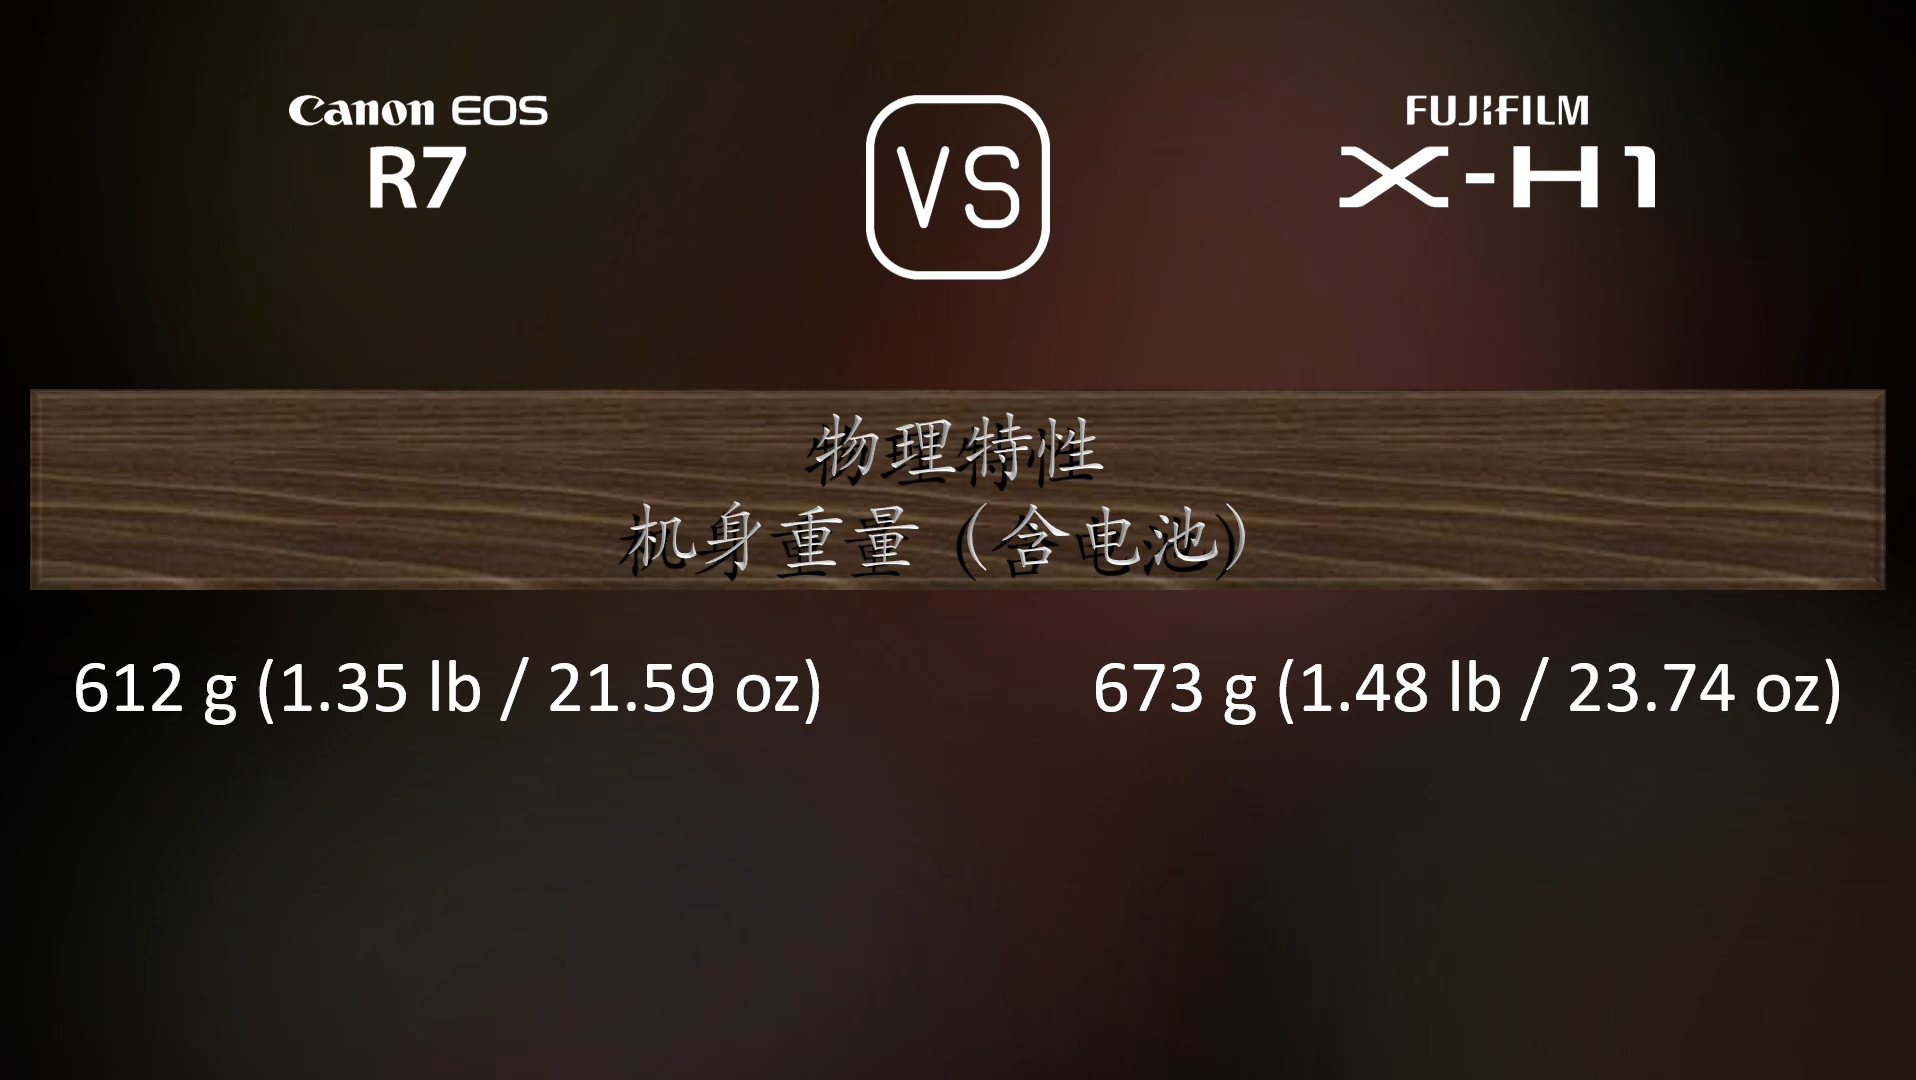 Canon EOS
R7
VS
FUJIFILM
X-H1
物理特性
机身重量（含电池）
612 g (1.35 lb / 21.59 oz)
673 g (1.48 lb / 23.74 oz)